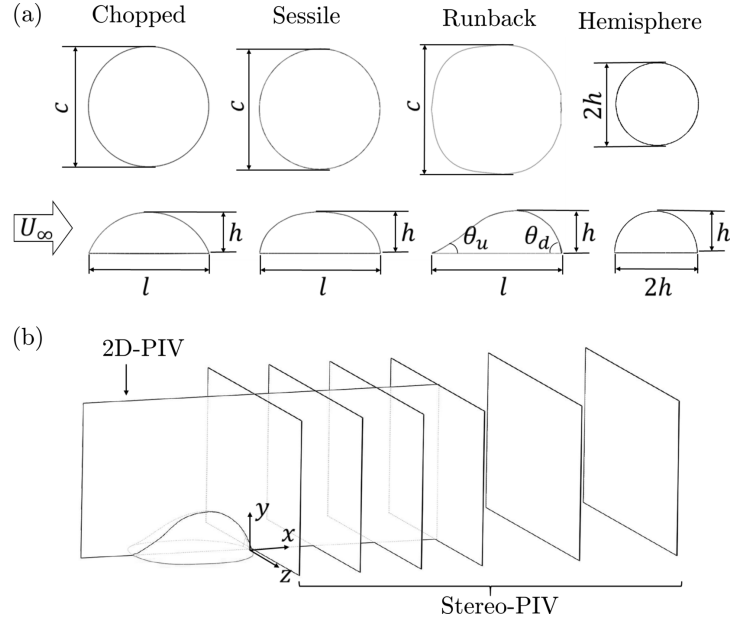 (a)
Chopped Sessile Runback Hemisphere
c c c 2h
U∞ h h θu θd h h
l l l 2h
(b)
2D-PIV
y
x
z
Stereo-PIV